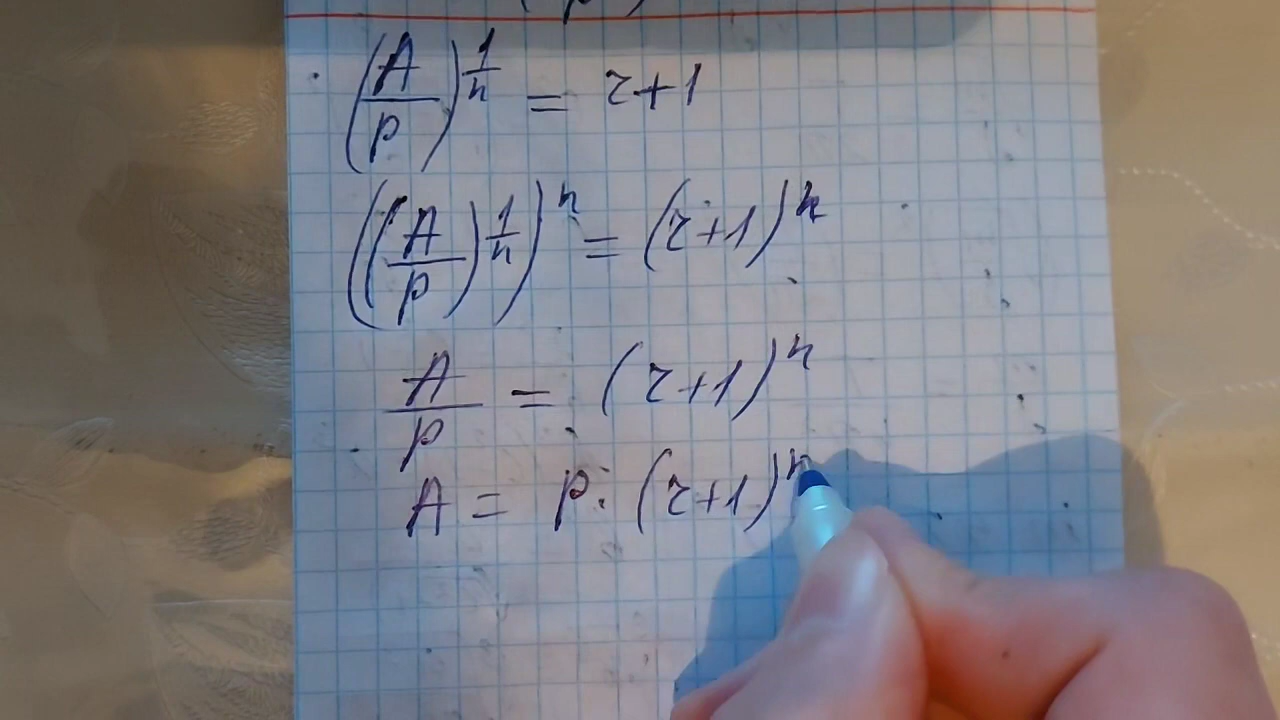 (A/p)^(1/n) = r+1
((A/p)^(1/n))^n = (r+1)^n
A/p = (r+1)^n
A = p · (r+1)^n